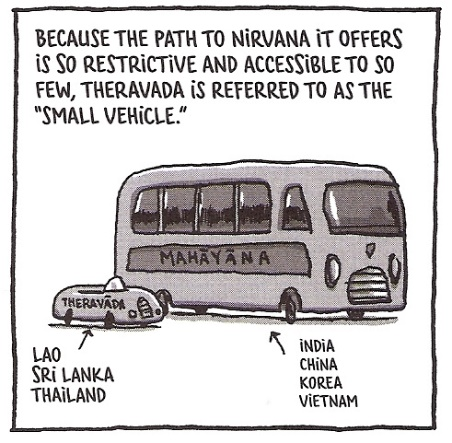 BECAUSE THE PATH TO NIRVANA IT OFFERS
IS SO RESTRICTIVE AND ACCESSIBLE TO SO
FEW, THERAVADA IS REFERRED TO AS THE
"SMALL VEHICLE."
MAHĀYĀNA
THERAVĀDA
LAO
SRI LANKA
THAILAND
INDIA
CHINA
KOREA
VIETNAM